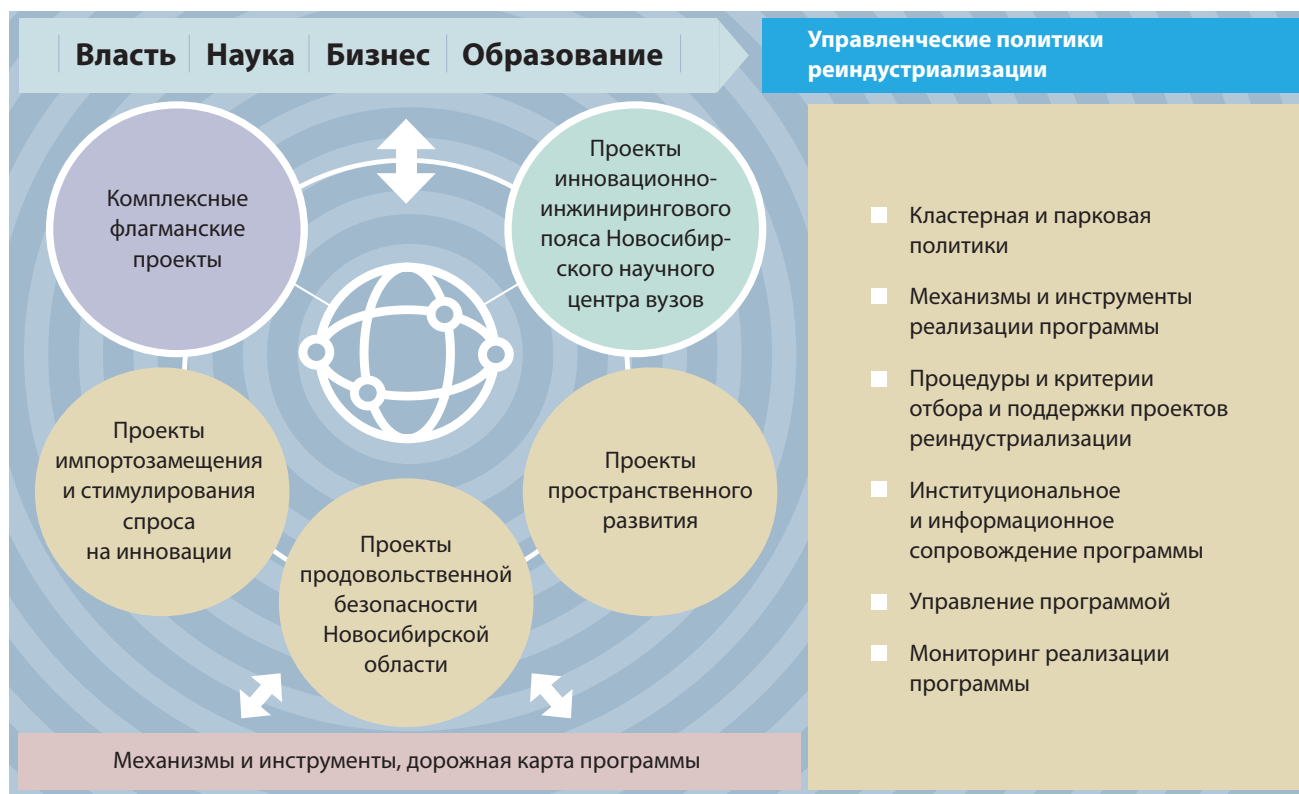 Власть Наука Бизнес Образование
Управленческие политики
реиндустриализации
Комплексные
флагманские
проекты
Проекты
инновационно-
инжинирингового
пояса Новосибир-
ского научного
центра вузов
Проекты
импортозамещения
и стимулирования
спроса
на инновации
Проекты
продовольственной
безопасности
Новосибирской
области
Проекты
пространственного
развития
Механизмы и инструменты, дорожная карта программы
Кластерная и парковая
политики
Механизмы и инструменты
реализации программы
Процедуры и критерии
отбора и поддержки проектов
реиндустриализации
Институциональное
и информационное
сопровождение программы
Управление программой
Мониторинг реализации
программы